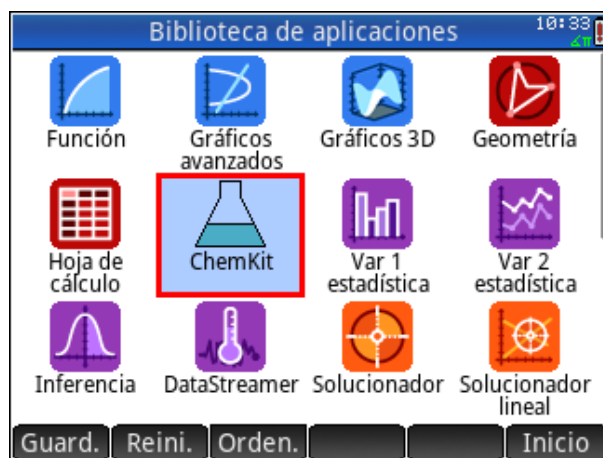 Biblioteca de aplicaciones
10:33
∡π
Función
Gráficos avanzados
Gráficos 3D
Geometría
Hoja de cálculo
ChemKit
Var 1 estadística
Var 2 estadística
Inferencia
DataStreamer
Solucionador
Solucionador lineal
Guard.
Reini.
Orden.
Inicio